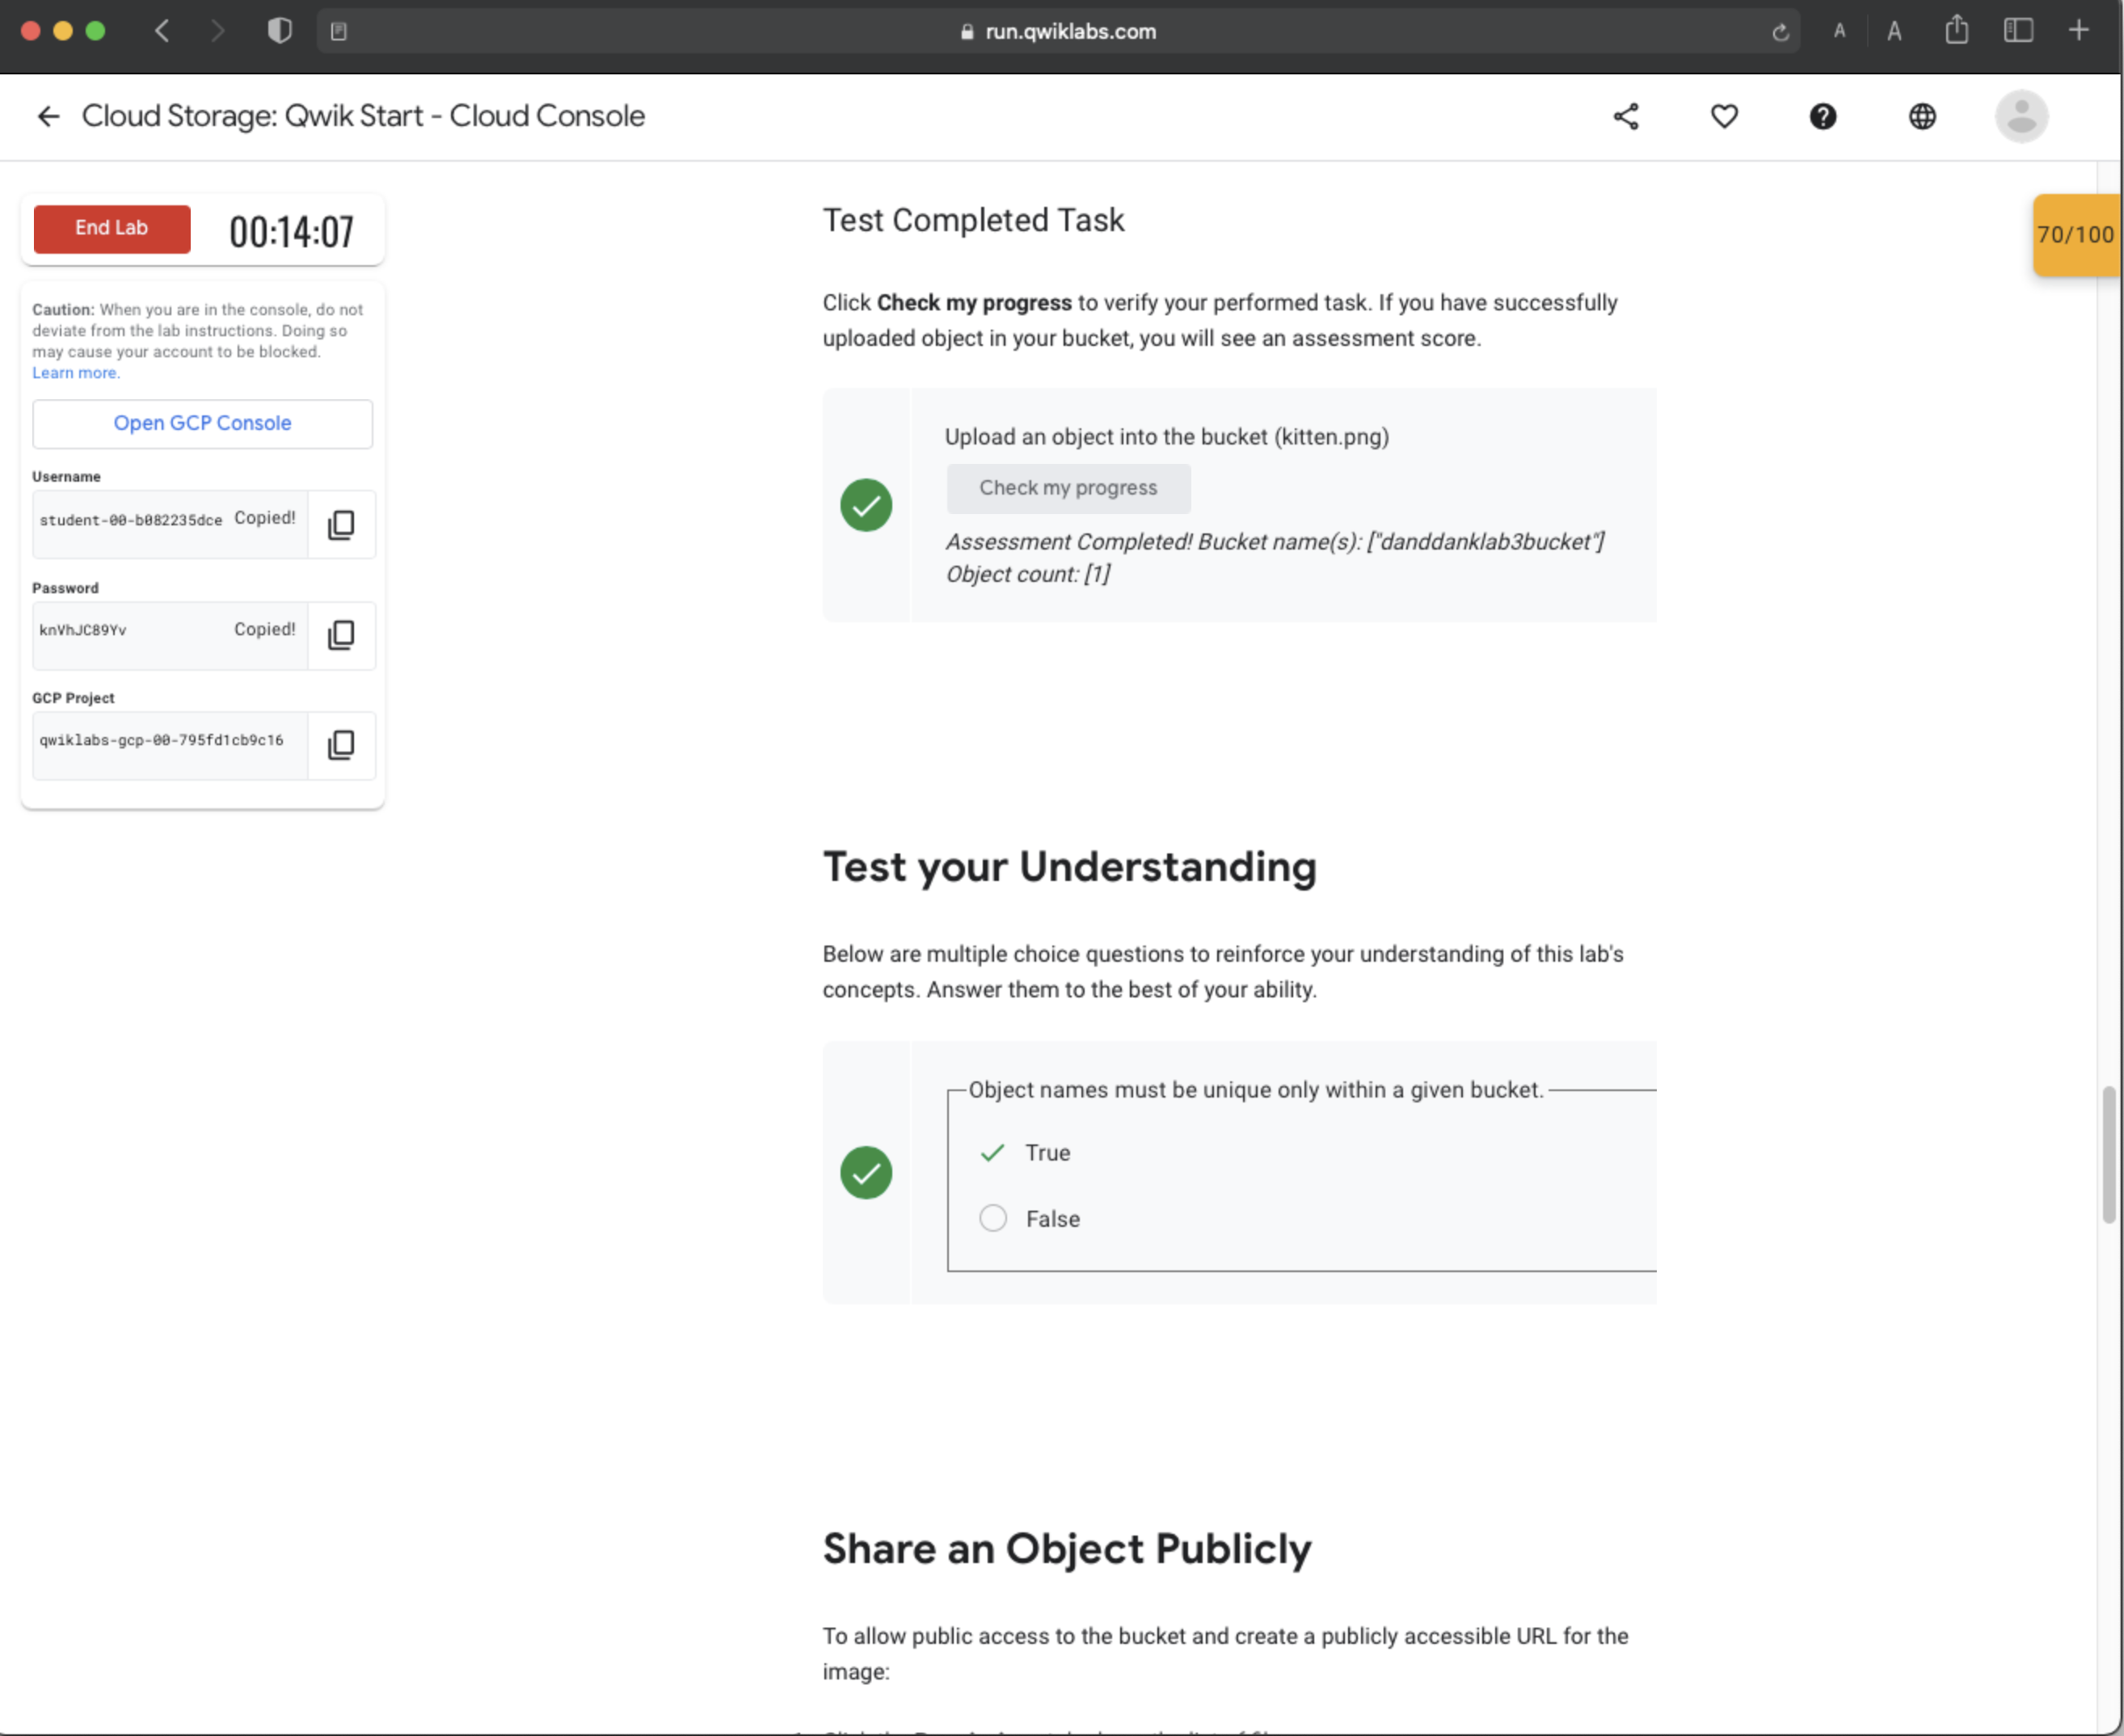 run.qwiklabs.com
A
A
Cloud Storage: Qwik Start - Cloud Console
End Lab
00:14:07
Caution: When you are in the console, do not
deviate from the lab instructions. Doing so
may cause your account to be blocked.
Learn more.
Open GCP Console
Username
student-00-b082235dce Copied!
Password
knVhJC89Yv Copied!
GCP Project
qwiklabs-gcp-00-795fd1cb9c16
70/100
Test Completed Task
Click Check my progress to verify your performed task. If you have successfully
uploaded object in your bucket, you will see an assessment score.
Upload an object into the bucket (kitten.png)
Check my progress
Assessment Completed! Bucket name(s): ["danddanklab3bucket"]
Object count: [1]
Test your Understanding
Below are multiple choice questions to reinforce your understanding of this lab's
concepts. Answer them to the best of your ability.
Object names must be unique only within a given bucket.
True
False
Share an Object Publicly
To allow public access to the bucket and create a publicly accessible URL for the
image: